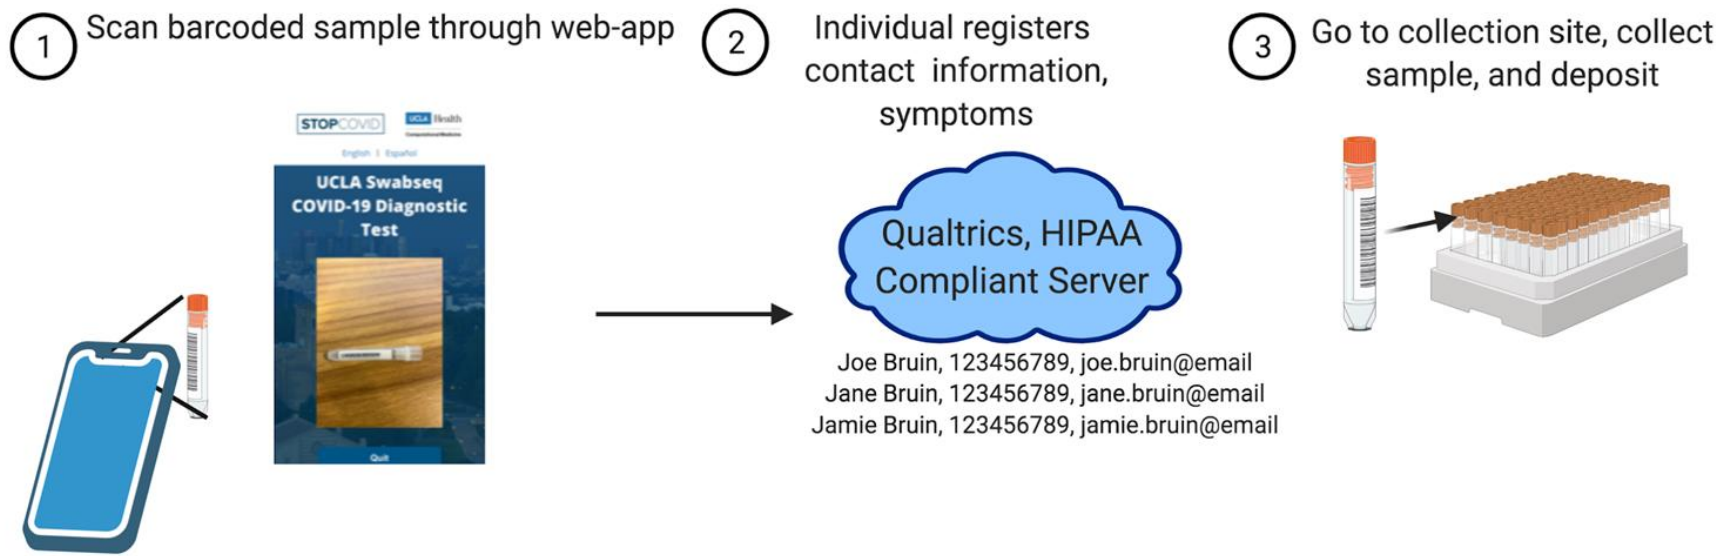 1
Scan barcoded sample through web-app
STOPCOVID
UCLA Health
Computational Medicine
English | Español
UCLA Swabseq
COVID-19 Diagnostic
Test
Quit
2
Individual registers
contact information,
symptoms
Qualtrics, HIPAA
Compliant Server
Joe Bruin, 123456789, joe.bruin@email
Jane Bruin, 123456789, jane.bruin@email
Jamie Bruin, 123456789, jamie.bruin@email
3
Go to collection site, collect
sample, and deposit